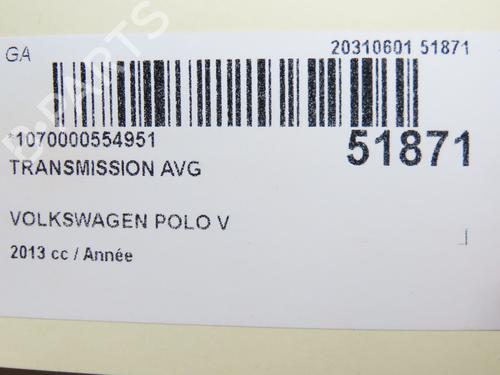 GA
20310601 51871
*1070000554951
51871
TRANSMISSION AVG
VOLKSWAGEN POLO V
2013 cc / Année